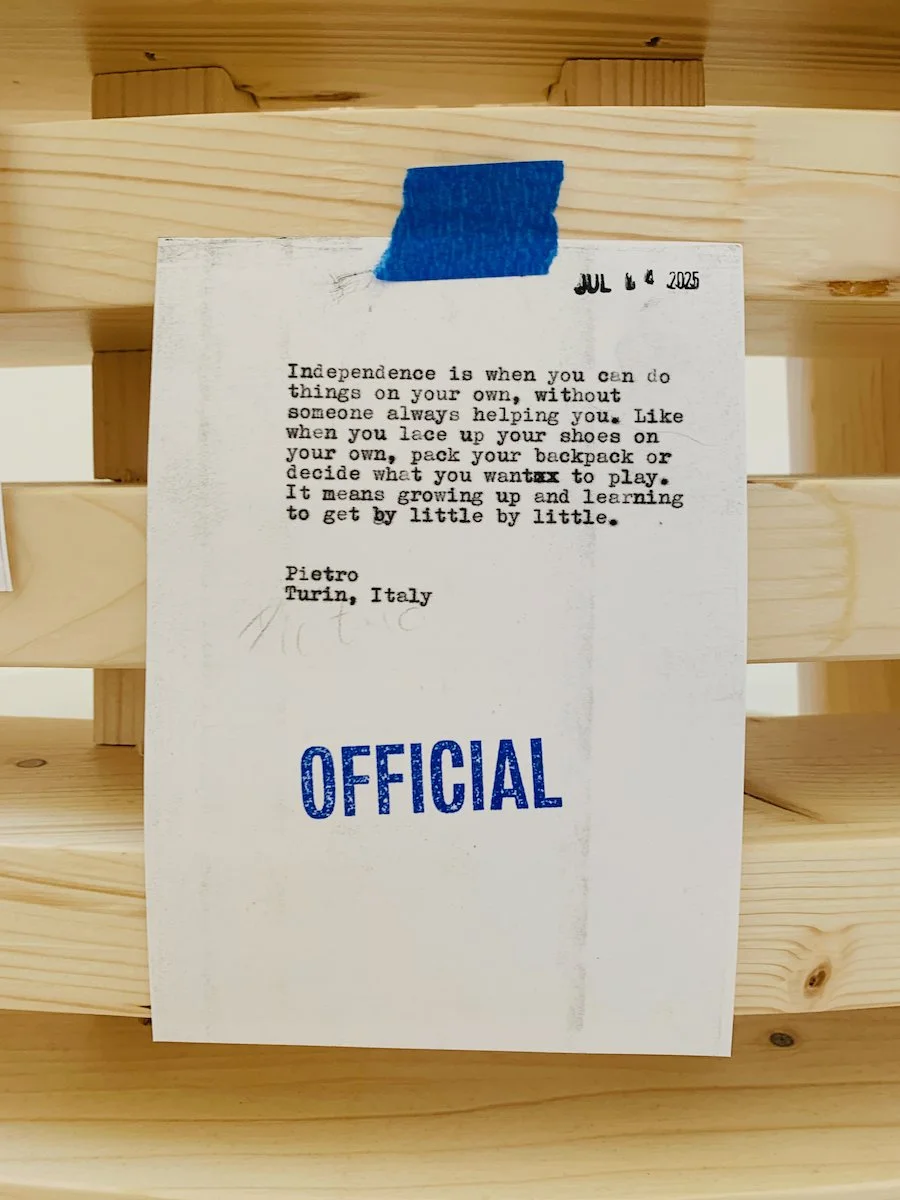 JUL 14 2025
Independence is when you can do
things on your own, without
someone always helping you. Like
when you lace up your shoes on
your own, pack your backpack or
decide what you wantxx to play.
It means growing up and learning
to get by little by little.
Pietro
Turin, Italy
OFFICIAL